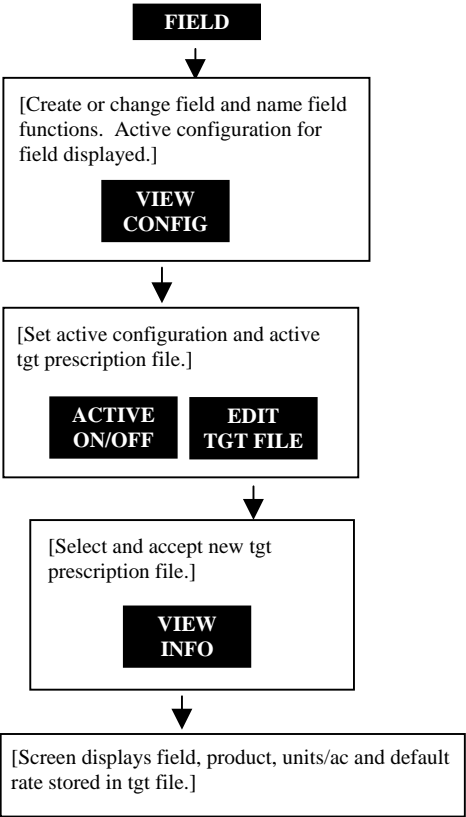 FIELD
[Create or change field and name field
functions.  Active configuration for
field displayed.]
VIEW
CONFIG
[Set active configuration and active
tgt prescription file.]
ACTIVE
ON/OFF
EDIT
TGT FILE
[Select and accept new tgt
prescription file.]
VIEW
INFO
[Screen displays field, product, units/ac and default
rate stored in tgt file.]